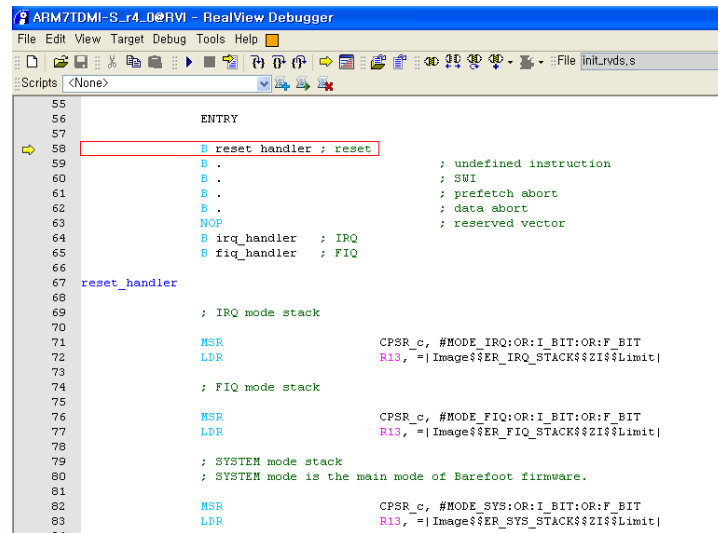 ARM7TDMI-S_r4_0@RVI - RealView Debugger
File Edit View Target Debug Tools Help
File init_rvds.s
Scripts <None>
55
56 ENTRY
57
58 B reset_handler ; reset
59 B . ; undefined instruction
60 B . ; SWI
61 B . ; prefetch abort
62 B . ; data abort
63 NOP ; reserved vector
64 B irq_handler ; IRQ
65 B fiq_handler ; FIQ
66
67 reset_handler
68
69 ; IRQ mode stack
70
71 MSR CPSR_c, #MODE_IRQ:OR:I_BIT:OR:F_BIT
72 LDR R13, =|Image$$ER_IRQ_STACK$$ZI$$Limit|
73
74 ; FIQ mode stack
75
76 MSR CPSR_c, #MODE_FIQ:OR:I_BIT:OR:F_BIT
77 LDR R13, =|Image$$ER_FIQ_STACK$$ZI$$Limit|
78
79 ; SYSTEM mode stack
80 ; SYSTEM mode is the main mode of Barefoot firmware.
81
82 MSR CPSR_c, #MODE_SYS:OR:I_BIT:OR:F_BIT
83 LDR R13, =|Image$$ER_SYS_STACK$$ZI$$Limit|